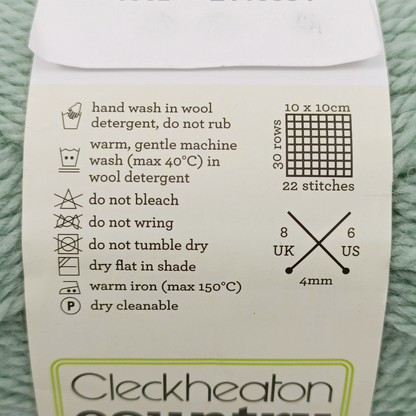 hand wash in wool
detergent, do not rub
warm, gentle machine
wash (max 40°C) in
wool detergent
do not bleach
do not wring
do not tumble dry
dry flat in shade
warm iron (max 150°C)
P dry cleanable
10 x 10cm
30 rows
22 stitches
8 UK
6 US
4mm
Cleckheaton
country